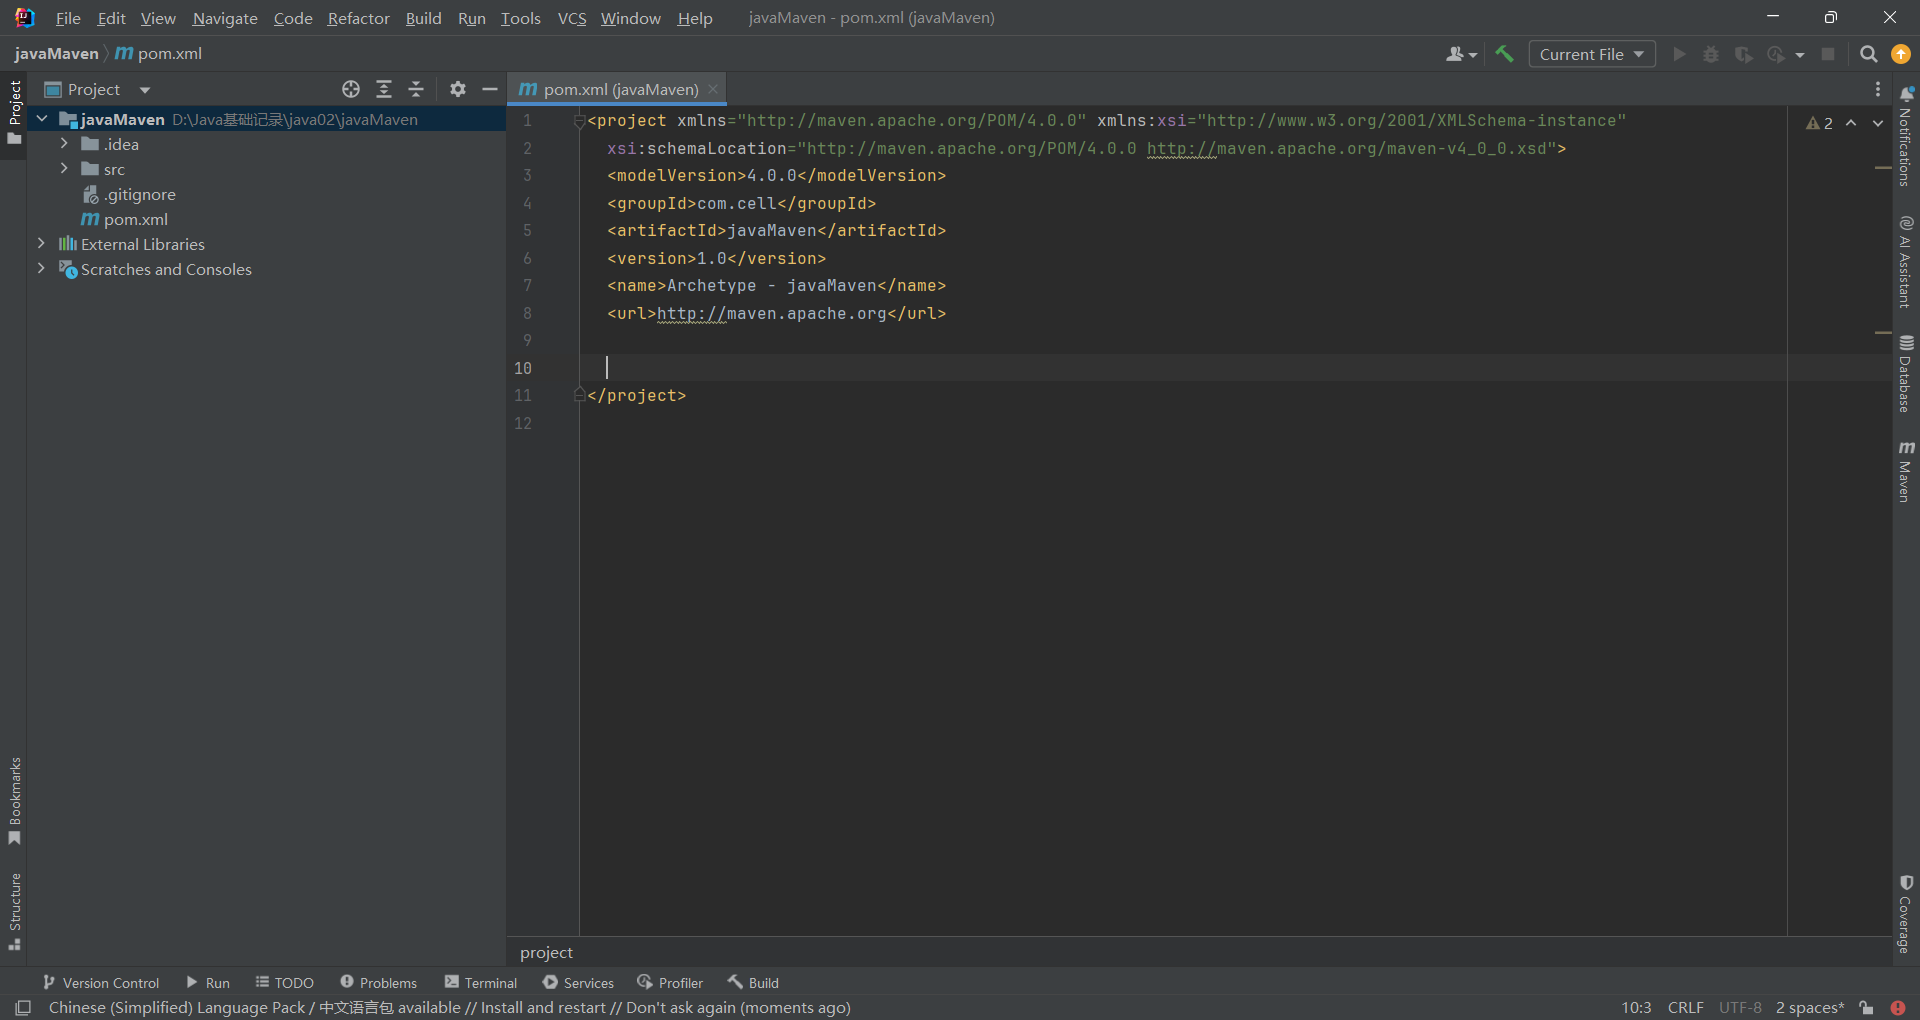 File Edit View Navigate Code Refactor Build Run Tools VCS Window Help javaMaven - pom.xml (javaMaven)
javaMaven m pom.xml Current File
Project
Project
javaMaven D:\Java基础记录\java02\javaMaven
.idea
src
.gitignore
m pom.xml
External Libraries
Scratches and Consoles
m pom.xml (javaMaven)
1 <project xmlns="http://maven.apache.org/POM/4.0.0" xmlns:xsi="http://www.w3.org/2001/XMLSchema-instance"
2 xsi:schemaLocation="http://maven.apache.org/POM/4.0.0 http://maven.apache.org/maven-v4_0_0.xsd">
3 <modelVersion>4.0.0</modelVersion>
4 <groupId>com.cell</groupId>
5 <artifactId>javaMaven</artifactId>
6 <version>1.0</version>
7 <name>Archetype - javaMaven</name>
8 <url>http://maven.apache.org</url>
9
10
11 </project>
12
2
Notifications
AI Assistant
Database
m Maven
Coverage
Bookmarks
Structure
project
Version Control Run TODO Problems Terminal Services Profiler Build
Chinese (Simplified) Language Pack / 中文语言包 available // Install and restart // Don't ask again (moments ago) 10:3 CRLF UTF-8 2 spaces*